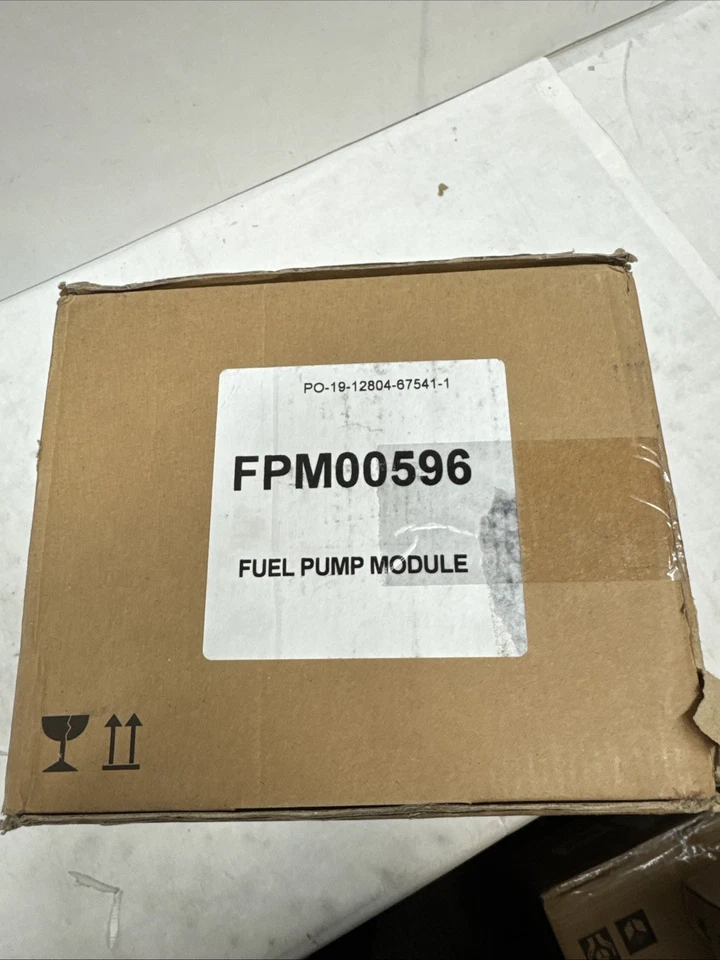 PO-19-12804-67541-1
FPM00596
FUEL PUMP MODULE